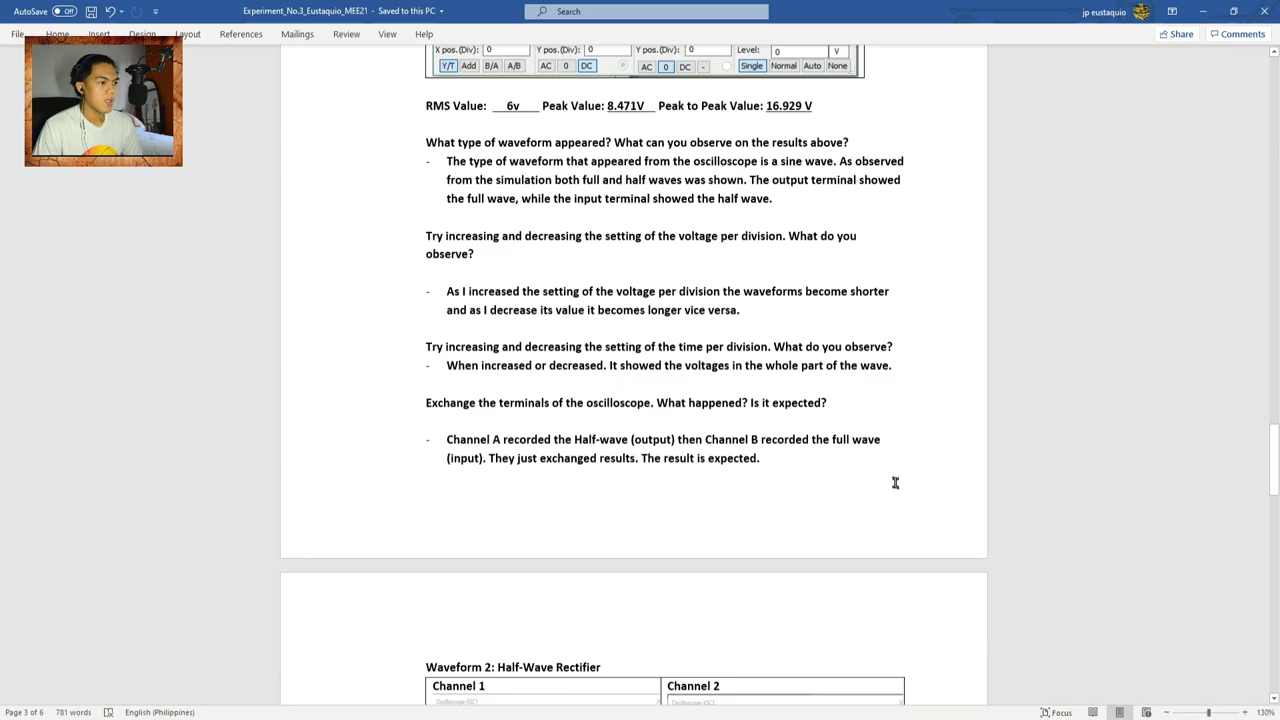 AutoSave
Experiment_No.3_Eustaquio_MEE21 - Saved to this PC
Search
jp eustaquio
File Home Insert Design Layout References Mailings Review View Help
Share Comments
X pos.(Div): 0 Y pos.(Div): 0 Y pos.(Div): 0 Level: 0 V
Y/T Add B/A A/B AC 0 DC AC 0 DC - Single Normal Auto None
RMS Value: 6v Peak Value: 8.471V Peak to Peak Value: 16.929 V
What type of waveform appeared? What can you observe on the results above?
- The type of waveform that appeared from the oscilloscope is a sine wave. As observed
from the simulation both full and half waves was shown. The output terminal showed
the full wave, while the input terminal showed the half wave.
Try increasing and decreasing the setting of the voltage per division. What do you
observe?
- As I increased the setting of the voltage per division the waveforms become shorter
and as I decrease its value it becomes longer vice versa.
Try increasing and decreasing the setting of the time per division. What do you observe?
- When increased or decreased. It showed the voltages in the whole part of the wave.
Exchange the terminals of the oscilloscope. What happened? Is it expected?
- Channel A recorded the Half-wave (output) then Channel B recorded the full wave
(input). They just exchanged results. The result is expected.
Waveform 2: Half-Wave Rectifier
Channel 1 Channel 2
Oscilloscope-XSC1 Oscilloscope-XSC1
Page 3 of 6 781 words English (Philippines) Focus 130%